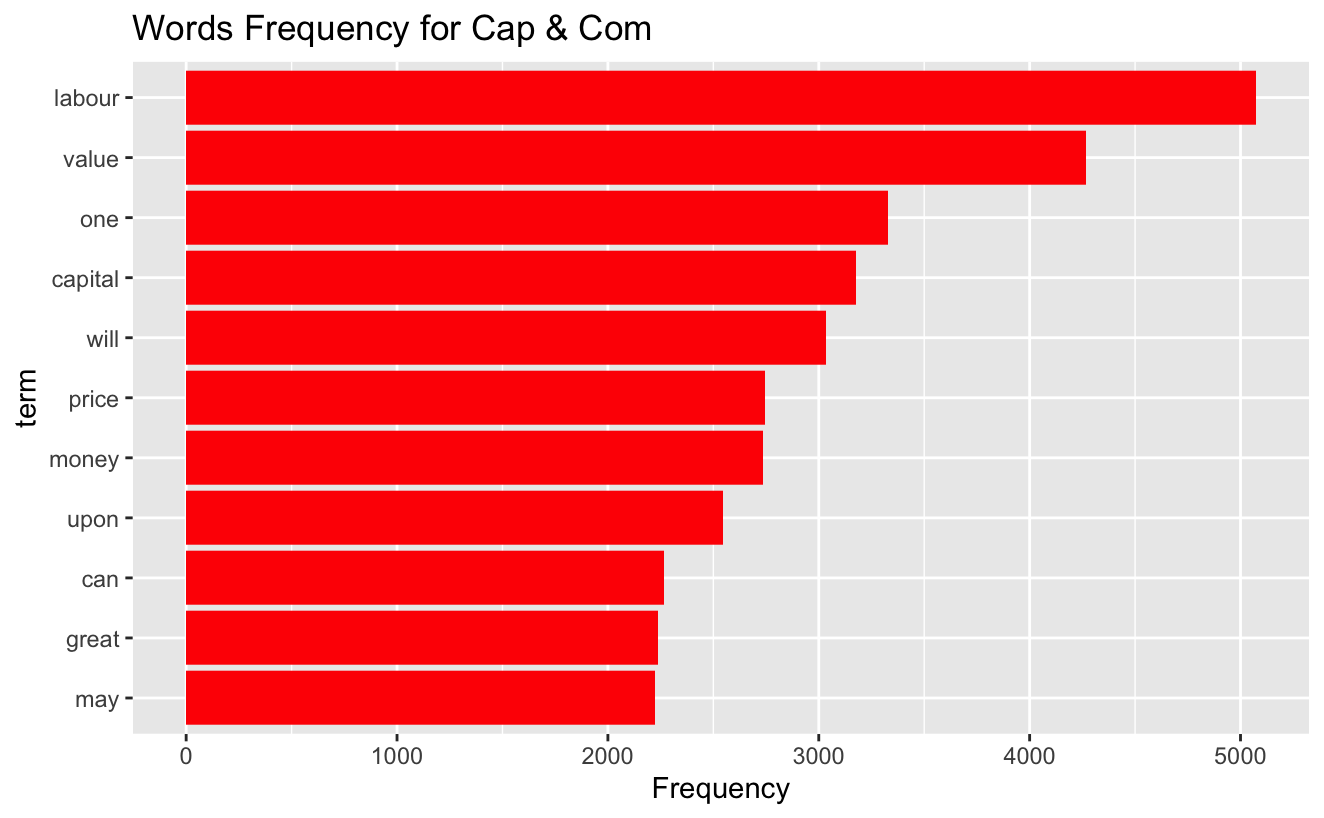 Words Frequency for Cap & Com
labour
value
one
capital
will
price
money
upon
can
great
may
term
0 1000 2000 3000 4000 5000
Frequency